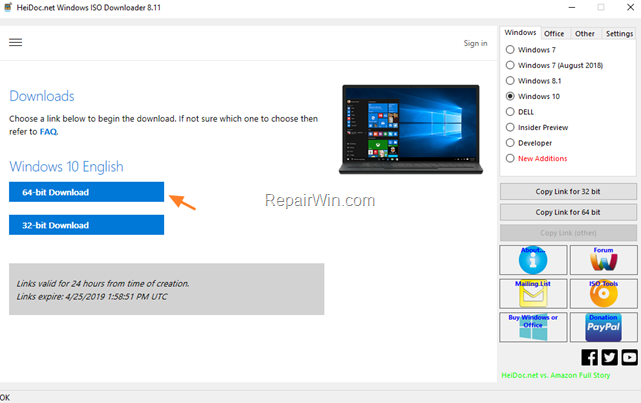 HeiDoc.net Windows ISO Downloader 8.11
Sign in
Downloads
Choose a link below to begin the download. If not sure which one to choose then
refer to FAQ.
Windows 10 English
64-bit Download
32-bit Download
Links valid for 24 hours from time of creation.
Links expire: 4/25/2019 1:58:51 PM UTC
RepairWin.com
Windows Office Other Settings
Windows 7
Windows 7 (August 2018)
Windows 8.1
Windows 10
DELL
Insider Preview
Developer
New Additions
Copy Link for 32 bit
Copy Link for 64 bit
Copy Link (other)
About... Forum
Mailing List ISO Tools
Buy Windows or Donation
Office
PayPal
HeiDoc.net vs. Amazon Full Story
OK